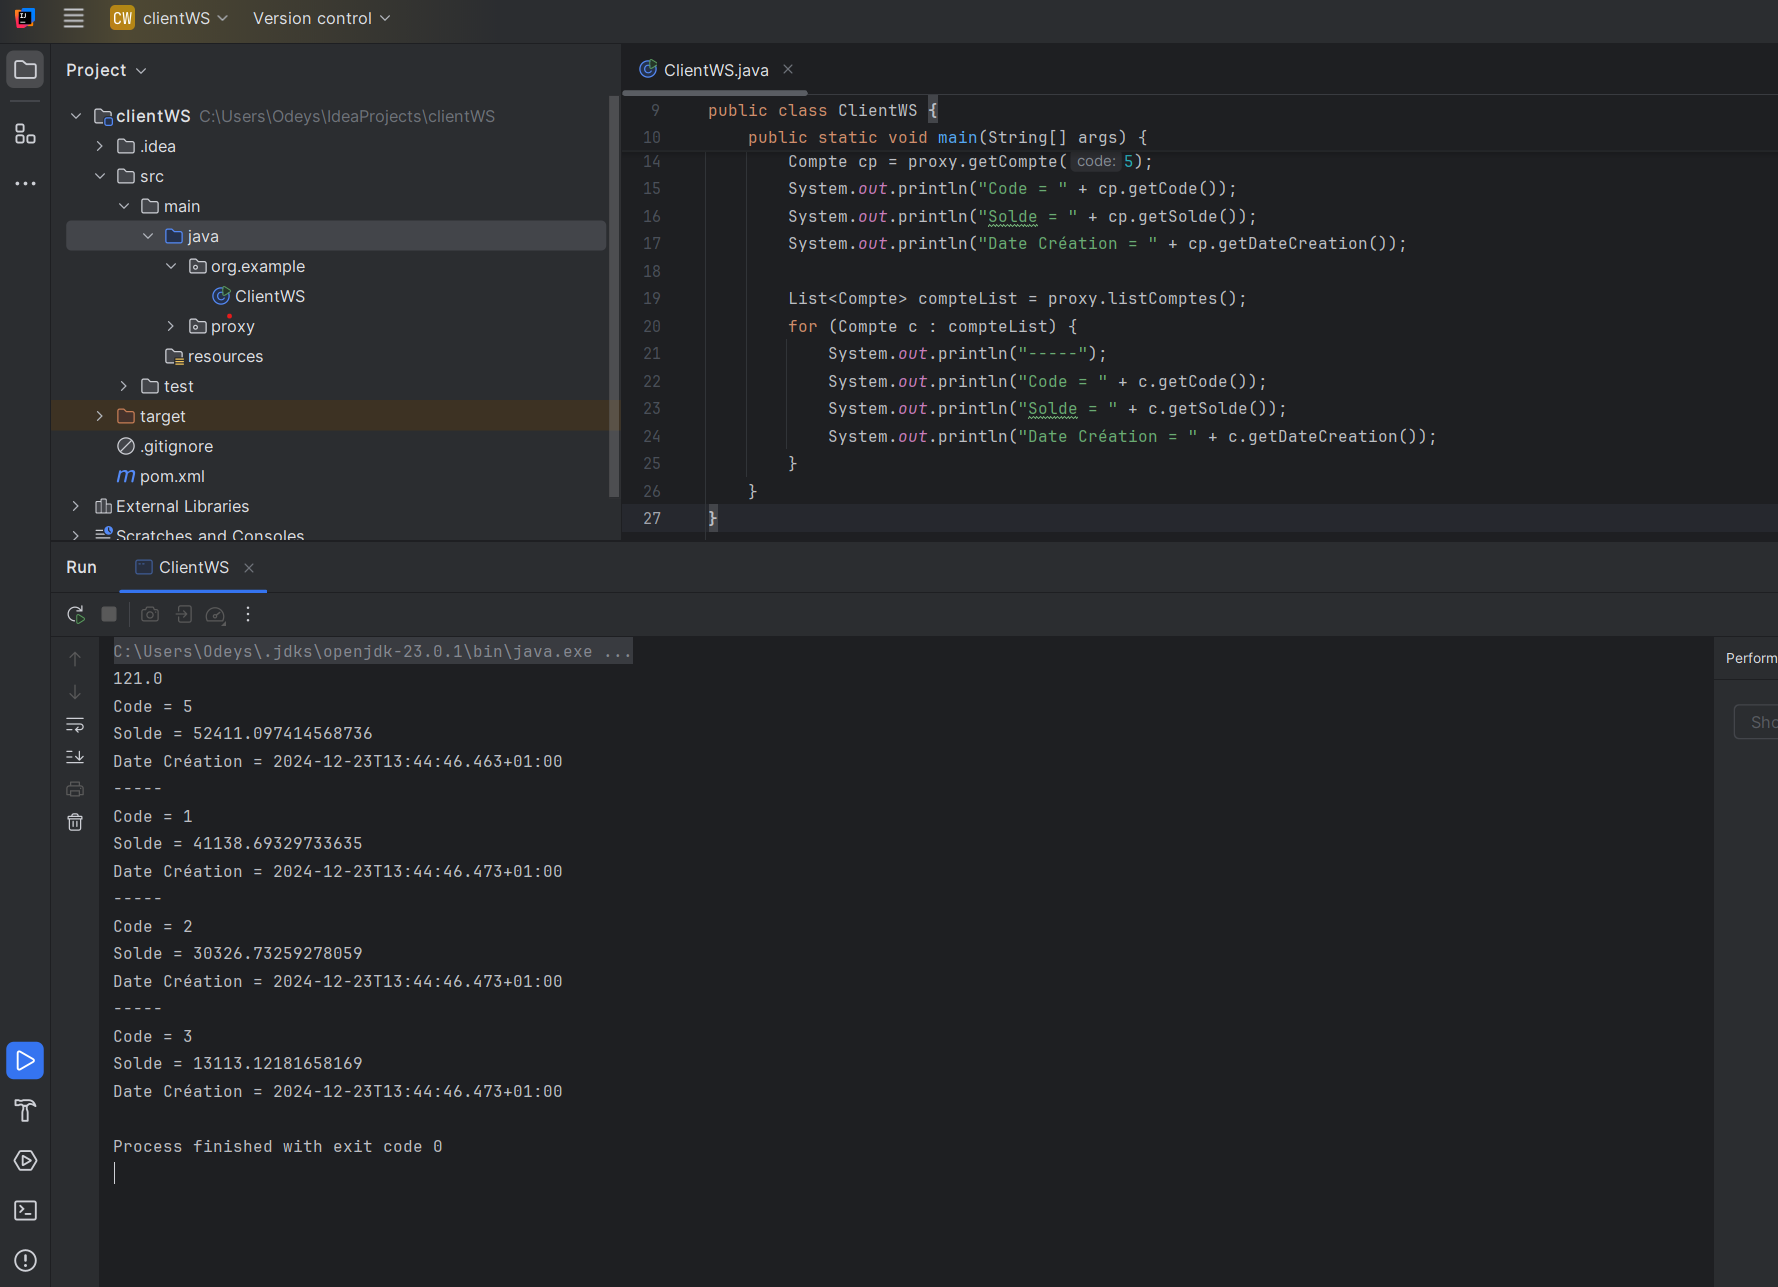 CW clientWS Version control
Project
clientWS C:\Users\Odeys\IdeaProjects\clientWS
.idea
src
main
java
org.example
ClientWS
proxy
resources
test
target
.gitignore
m pom.xml
External Libraries
Scratches and Consoles
ClientWS.java
9 public class ClientWS {
10 public static void main(String[] args) {
14 Compte cp = proxy.getCompte( code: 5);
15 System.out.println("Code = " + cp.getCode());
16 System.out.println("Solde = " + cp.getSolde());
17 System.out.println("Date Création = " + cp.getDateCreation());
18
19 List<Compte> compteList = proxy.listComptes();
20 for (Compte c : compteList) {
21 System.out.println("-----");
22 System.out.println("Code = " + c.getCode());
23 System.out.println("Solde = " + c.getSolde());
24 System.out.println("Date Création = " + c.getDateCreation());
25 }
26 }
27 }
Run ClientWS
C:\Users\Odeys\.jdks\openjdk-23.0.1\bin\java.exe ...
121.0
Code = 5
Solde = 52411.097414568736
Date Création = 2024-12-23T13:44:46.463+01:00
-----
Code = 1
Solde = 41138.69329733635
Date Création = 2024-12-23T13:44:46.473+01:00
-----
Code = 2
Solde = 30326.73259278059
Date Création = 2024-12-23T13:44:46.473+01:00
-----
Code = 3
Solde = 13113.12181658169
Date Création = 2024-12-23T13:44:46.473+01:00
Process finished with exit code 0
Perform
Sho